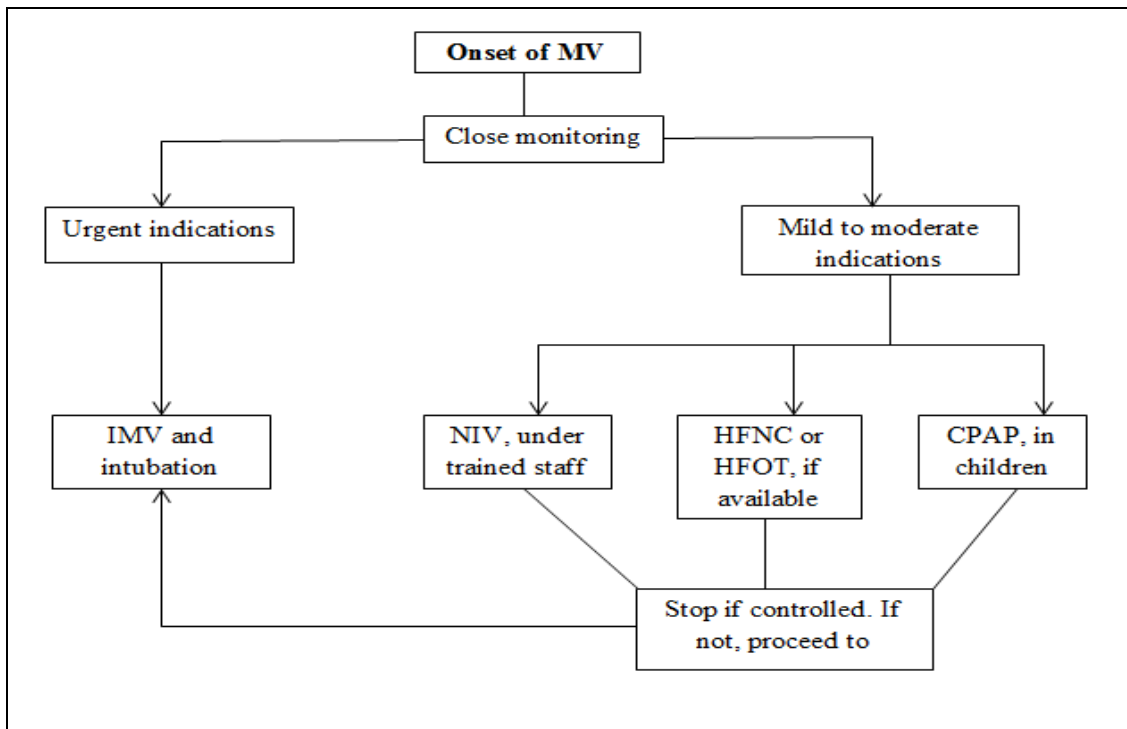 Onset of MV
Close monitoring
Urgent indications
Mild to moderate
indications
IMV and
intubation
NIV, under
trained staff
HFNC or
HFOT, if
available
CPAP, in
children
Stop if controlled. If
not, proceed to